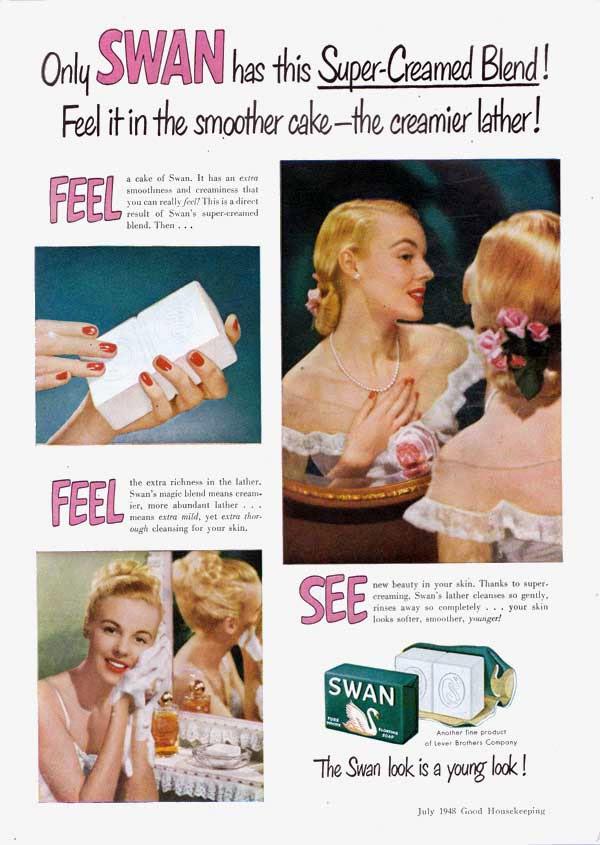 Only SWAN has this Super-Creamed Blend!
Feel it in the smoother cake—the creamier lather!
FEEL
a cake of Swan. It has an extra
smoothness and creaminess that
you can really feel! This is a direct
result of Swan's super-creamed
blend. Then . . .
FEEL
the extra richness in the lather.
Swan's magic blend means cream-
ier, more abundant lather . . .
means extra mild, yet extra thor-
ough cleansing for your skin.
SEE
new beauty in your skin. Thanks to super-
creaming, Swan's lather cleanses so gently,
rinses away so completely . . . your skin
looks softer, smoother, younger!
SWAN
PURE
WHITE
FLOATING
SOAP
Another fine product
of Lever Brothers Company
The Swan look is a young look!
July 1948 Good Housekeeping